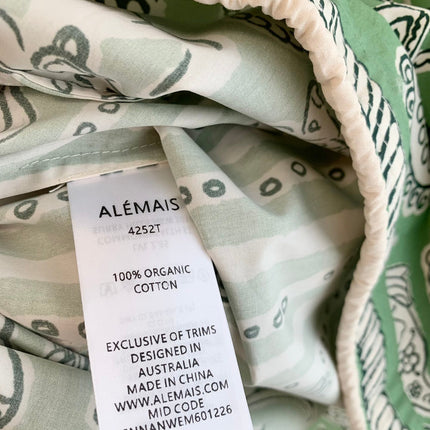 ALÉMAIS
4252T
100% ORGANIC
COTTON
EXCLUSIVE OF TRIMS
DESIGNED IN
AUSTRALIA
MADE IN CHINA
WWW.ALEMAIS.COM
MID CODE